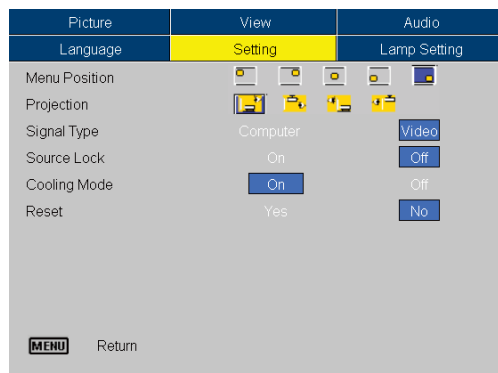 Picture View Audio
Language Setting Lamp Setting
Menu Position
Projection
Signal Type Computer Video
Source Lock On Off
Cooling Mode On Off
Reset Yes No
MENU Return